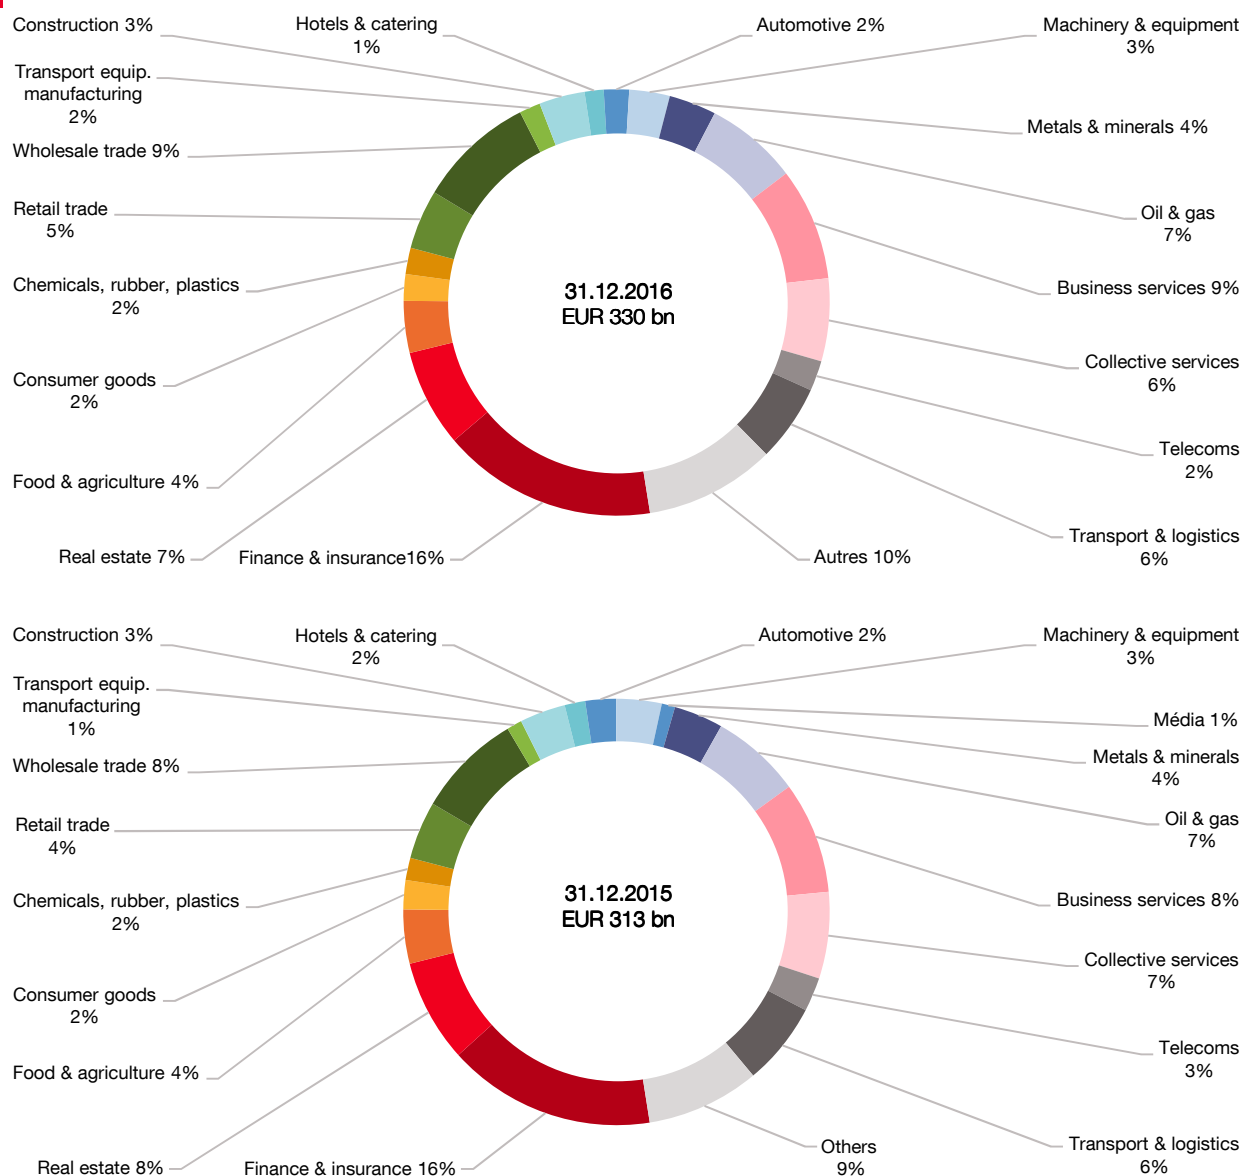 Construction 3%
Hotels & catering
1%
Automotive 2%
Machinery & equipment
3%
Transport equip.
manufacturing
2%
Metals & minerals 4%
Wholesale trade 9%
Retail trade
5%
Oil & gas
7%
Chemicals, rubber, plastics
2%
31.12.2016
EUR 330 bn
Business services 9%
Consumer goods
2%
Collective services
6%
Food & agriculture 4%
Telecoms
2%
Real estate 7%
Finance & insurance16%
Autres 10%
Transport & logistics
6%
Construction 3%
Hotels & catering
2%
Automotive 2%
Machinery & equipment
3%
Transport equip.
manufacturing
1%
Média 1%
Wholesale trade 8%
Metals & minerals
4%
Retail trade
4%
Oil & gas
7%
Chemicals, rubber, plastics
2%
31.12.2015
EUR 313 bn
Business services 8%
Consumer goods
2%
Collective services
7%
Food & agriculture 4%
Telecoms
3%
Real estate 8%
Finance & insurance 16%
Others
9%
Transport & logistics
6%